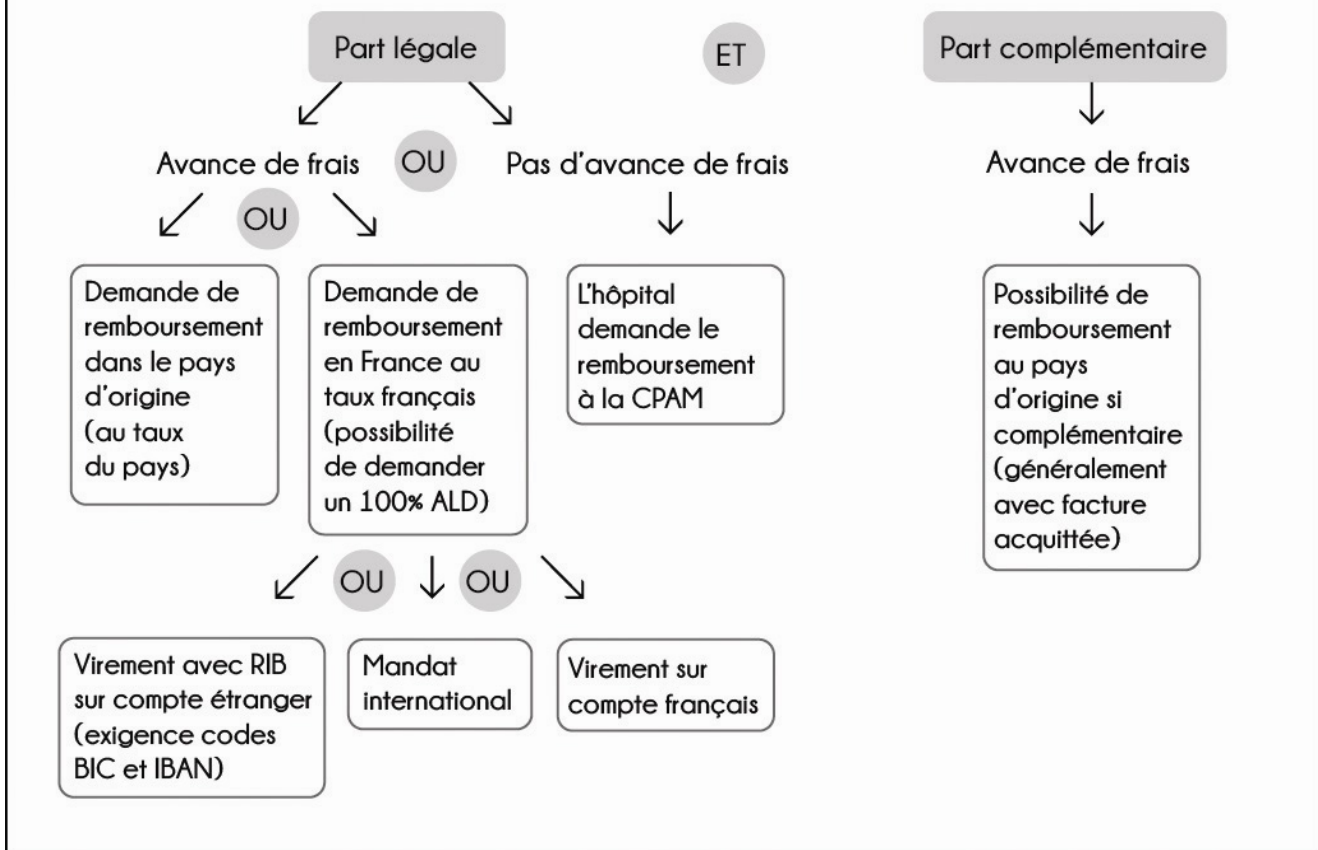 Part légale
ET
Part complémentaire
Avance de frais
OU
Pas d'avance de frais
Avance de frais
OU
Demande de
remboursement
dans le pays
d'origine
(au taux
du pays)
Demande de
remboursement
en France au
taux français
(possibilité
de demander
un 100% ALD)
L'hôpital
demande le
remboursement
à la CPAM
Possibilité de
remboursement
au pays
d'origine si
complémentaire
(généralement
avec facture
acquittée)
OU
OU
Virement avec RIB
sur compte étranger
(exigence codes
BIC et IBAN)
Mandat
international
Virement sur
compte français